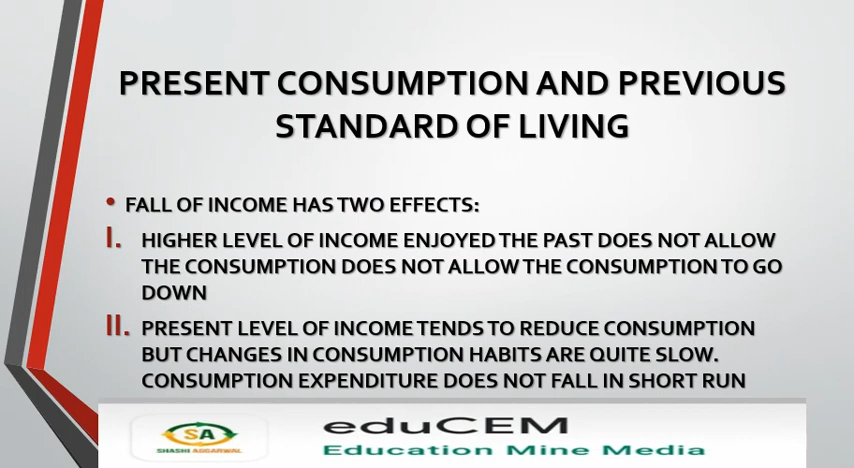 PRESENT CONSUMPTION AND PREVIOUS
STANDARD OF LIVING
• FALL OF INCOME HAS TWO EFFECTS:
I. HIGHER LEVEL OF INCOME ENJOYED THE PAST DOES NOT ALLOW
THE CONSUMPTION DOES NOT ALLOW THE CONSUMPTION TO GO
DOWN
II. PRESENT LEVEL OF INCOME TENDS TO REDUCE CONSUMPTION
BUT CHANGES IN CONSUMPTION HABITS ARE QUITE SLOW.
CONSUMPTION EXPENDITURE DOES NOT FALL IN SHORT RUN
SA
SHASHI AGGARWAL
eduCEM
Education Mine Media